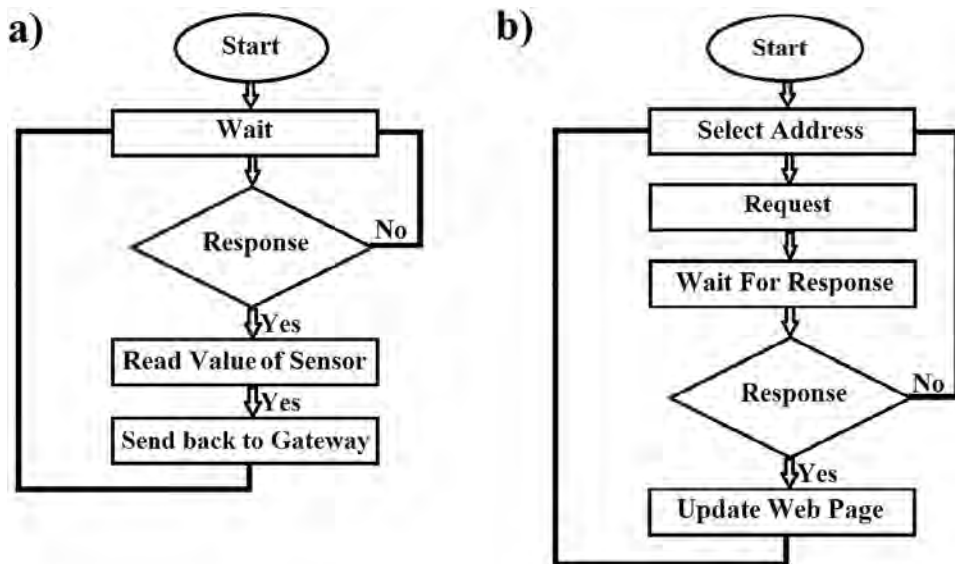 a)
Start
Wait
Response
No
Yes
Read Value of Sensor
Yes
Send back to Gateway
b)
Start
Select Address
Request
Wait For Response
Response
No
Yes
Update Web Page